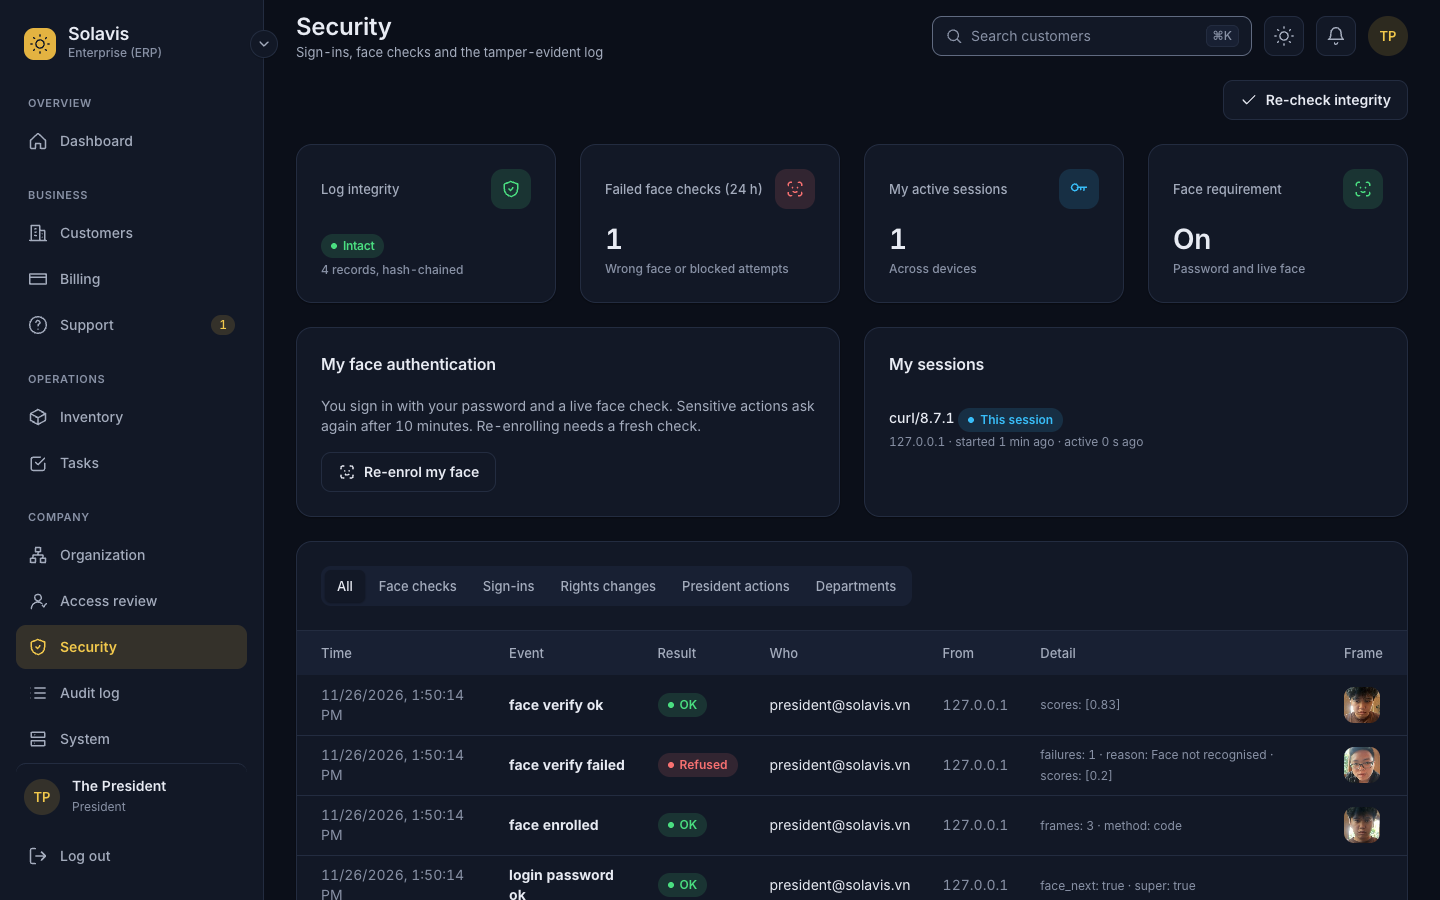 Solavis
Enterprise (ERP)
OVERVIEW
Dashboard
BUSINESS
Customers
Billing
Support
1
OPERATIONS
Inventory
Tasks
COMPANY
Organization
Access review
Security
Audit log
System
TP
The President
President
Log out
Security
Sign-ins, face checks and the tamper-evident log
Search customers
⌘K
TP
Re-check integrity
Log integrity
Intact
4 records, hash-chained
Failed face checks (24 h)
1
Wrong face or blocked attempts
My active sessions
1
Across devices
Face requirement
On
Password and live face
My face authentication
You sign in with your password and a live face check. Sensitive actions ask
again after 10 minutes. Re-enrolling needs a fresh check.
Re-enrol my face
My sessions
curl/8.7.1 This session
127.0.0.1 · started 1 min ago · active 0 s ago
All Face checks Sign-ins Rights changes President actions Departments
Time Event Result Who From Detail Frame
11/26/2026, 1:50:14
PM
face verify ok
OK
president@solavis.vn
127.0.0.1
scores: [0.83]
11/26/2026, 1:50:14
PM
face verify failed
Refused
president@solavis.vn
127.0.0.1
failures: 1 · reason: Face not recognised ·
scores: [0.2]
11/26/2026, 1:50:14
PM
face enrolled
OK
president@solavis.vn
127.0.0.1
frames: 3 · method: code
11/26/2026, 1:50:14
PM
login password
ok
OK
president@solavis.vn
127.0.0.1
face_next: true · super: true